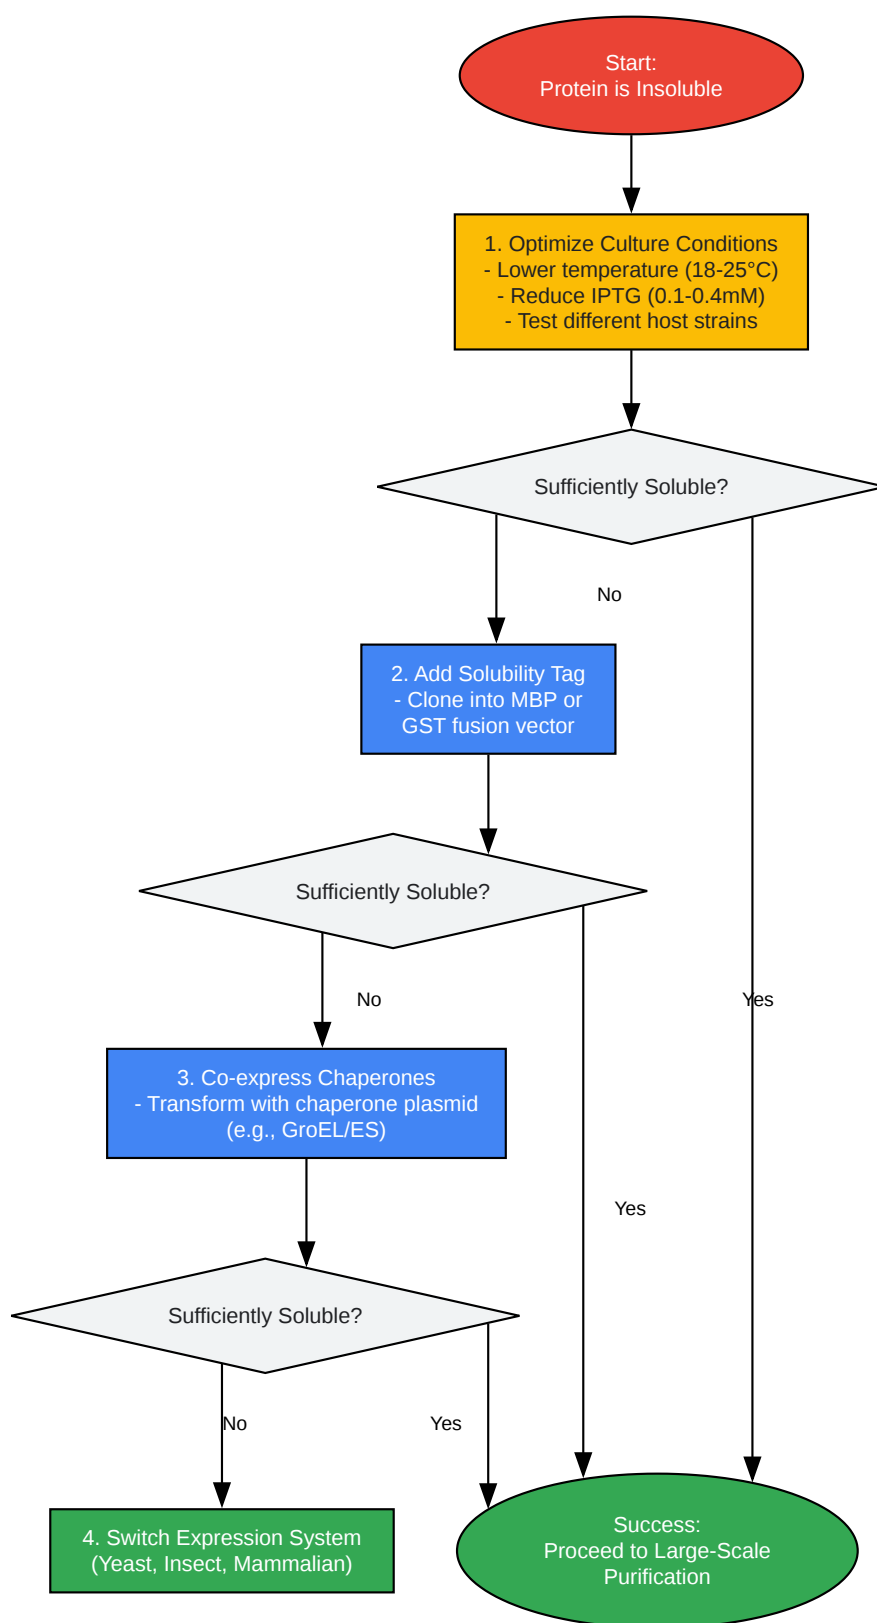 Start:
Protein is Insoluble
1. Optimize Culture Conditions
- Lower temperature (18-25°C)
- Reduce IPTG (0.1-0.4mM)
- Test different host strains
Sufficiently Soluble?
No
2. Add Solubility Tag
- Clone into MBP or
GST fusion vector
Sufficiently Soluble?
No
Yes
3. Co-express Chaperones
- Transform with chaperone plasmid
(e.g., GroEL/ES)
Yes
Sufficiently Soluble?
No
Yes
4. Switch Expression System
(Yeast, Insect, Mammalian)
Success:
Proceed to Large-Scale
Purification